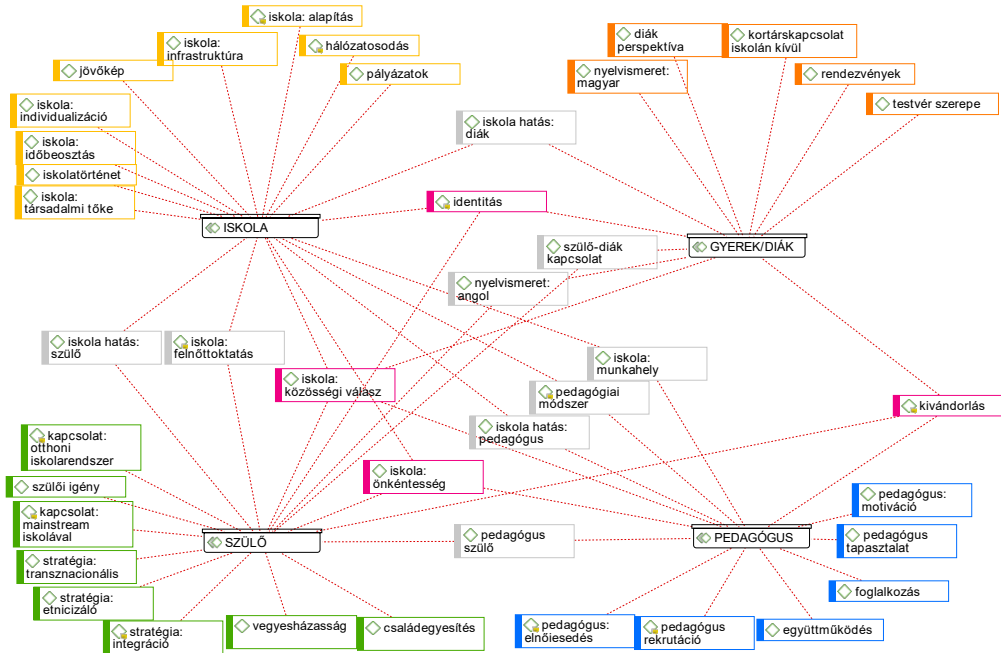 iskola: alapítás
diák
perspektíva
kortárskapcsolat
iskolán kívül
iskola:
infrastruktúra
hálózatosodás
jövőkép
pályázatok
nyelvismeret:
magyar
rendezvények
iskola:
individualizáció
testvér szerepe
iskola hatás:
diák
iskola:
időbeosztás
iskolatörténet
iskola:
társadalmi tőke
identitás
ISKOLA
GYEREK/DIÁK
szülő-diák
kapcsolat
nyelvismeret:
angol
iskola hatás:
szülő
iskola:
felnőttoktatás
iskola:
munkahely
iskola:
közösségi válasz
pedagógiai
módszer
kivándorlás
iskola hatás:
pedagógus
kapcsolat:
otthoni
iskolarendszer
iskola:
önkéntesség
szülői igény
pedagógus:
motiváció
kapcsolat:
mainstream
iskolával
SZÜLŐ
pedagógus
szülő
PEDAGÓGUS
pedagógus
tapasztalat
stratégia:
transznacionális
foglalkozás
stratégia:
etnicizáló
stratégia:
integráció
vegyesházasság
családegyesítés
pedagógus:
elnőiesedés
pedagógus
rekrutáció
együttműködés